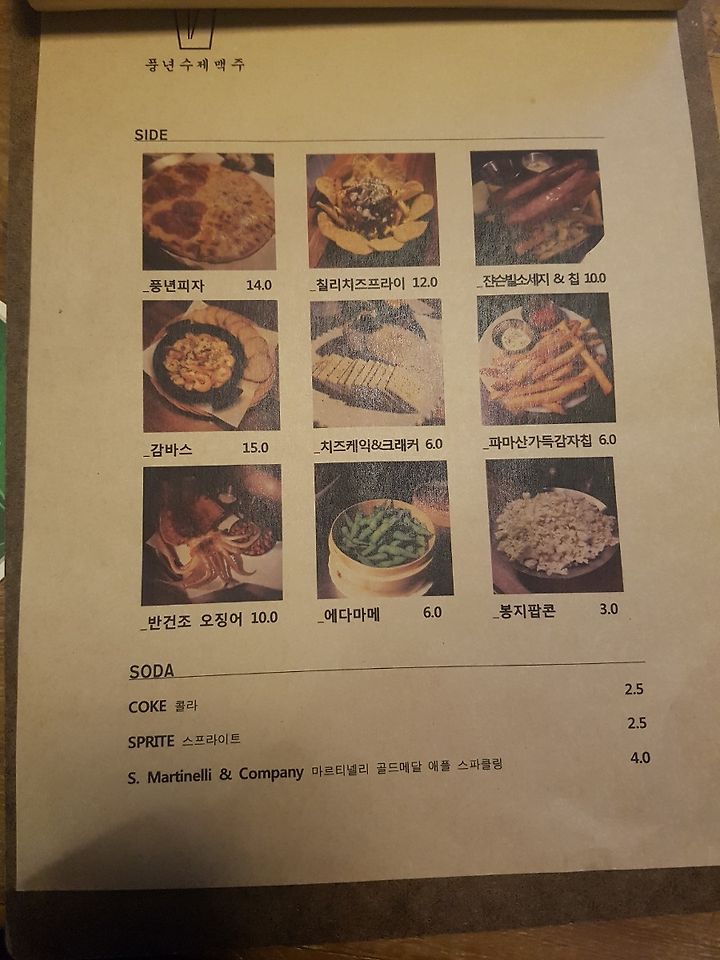 풍년수제맥주
SIDE
_풍년피자 14.0
_칠리치즈프라이 12.0
_쟌슨빌소세지 & 칩 10.0
_감바스 15.0
_치즈케익&크래커 6.0
_파마산가득감자칩 6.0
_반건조 오징어 10.0
_에다마메 6.0
_봉지팝콘 3.0
SODA
COKE 콜라 2.5
SPRITE 스프라이트 2.5
S. Martinelli & Company 마르티넬리 골드메달 애플 스파클링 4.0